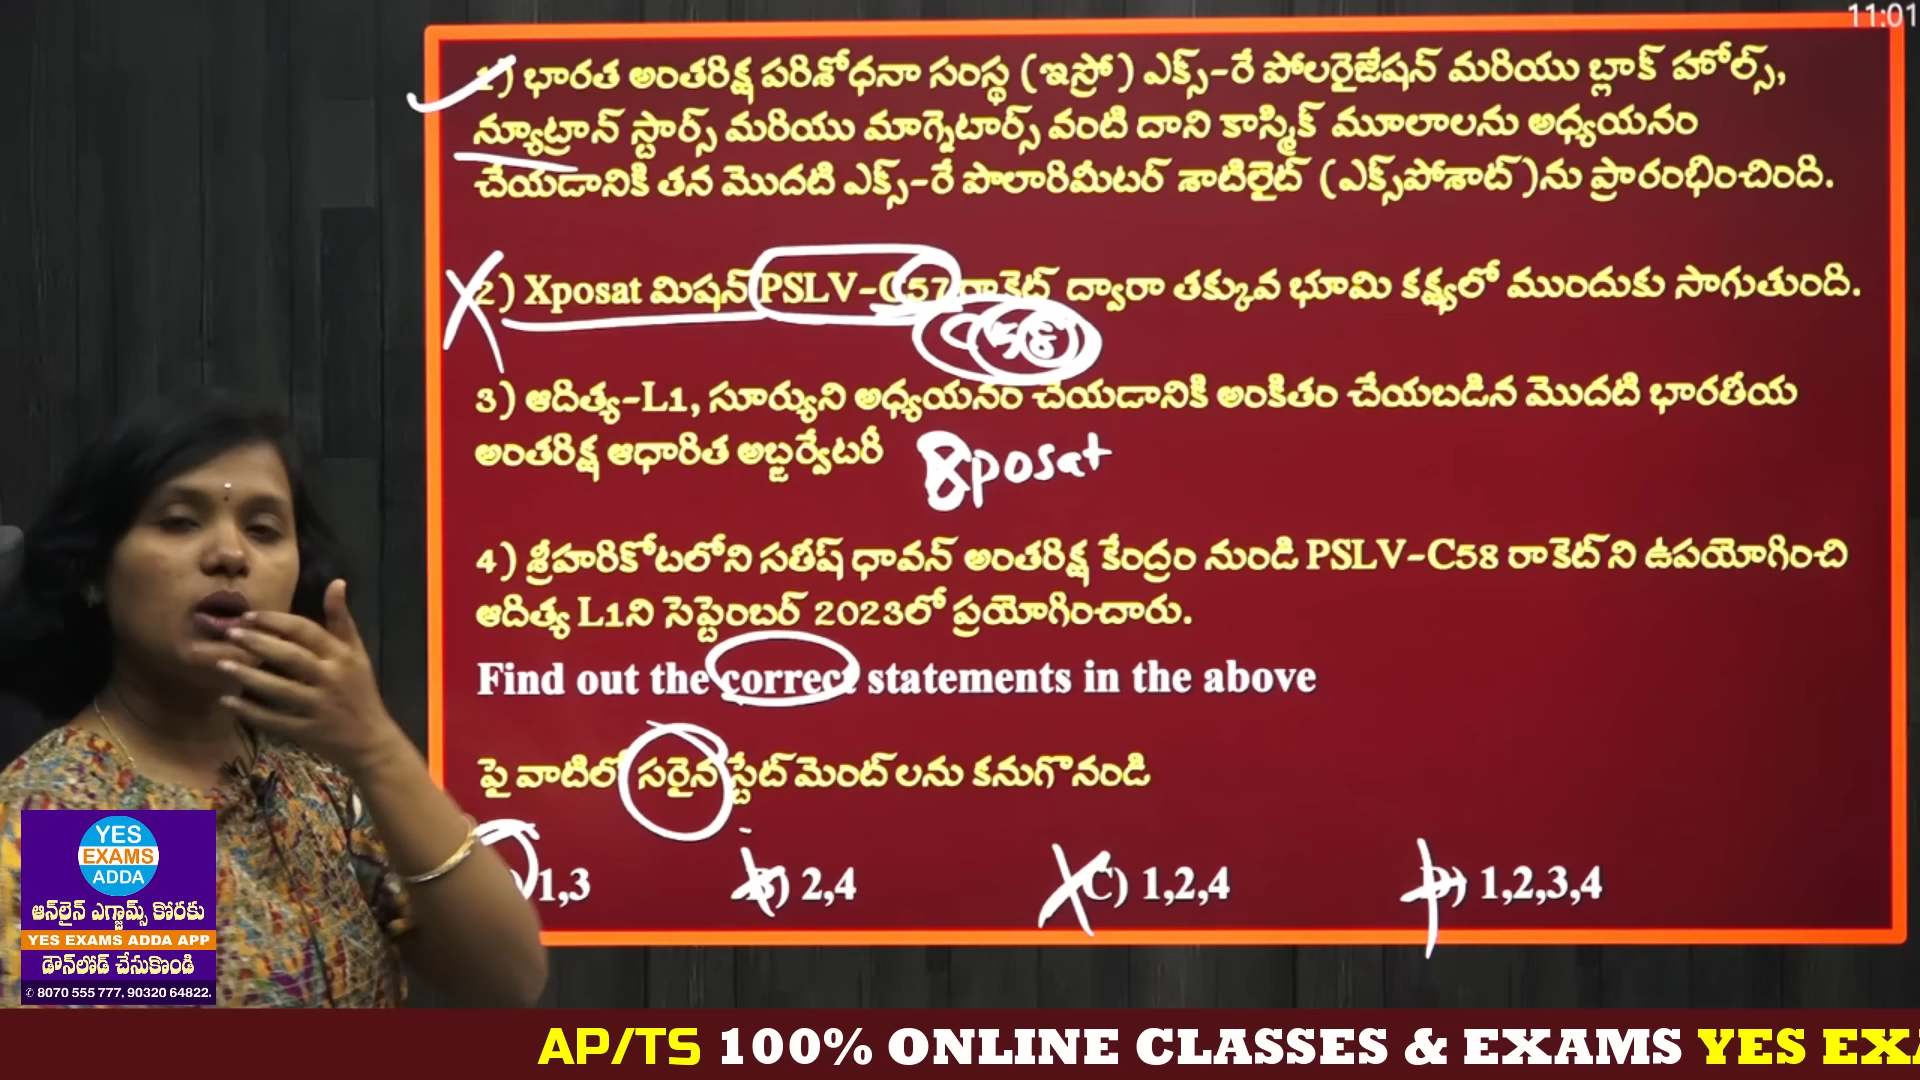 11:01
1) భారత అంతరిక్ష పరిశోధనా సంస్థ (ఇస్రో) ఎక్స్-రే పోలరైజేషన్ మరియు బ్లాక్ హోల్స్,
న్యూట్రాన్ స్టార్స్ మరియు మాగ్నెటార్స్ వంటి దాని కాస్మిక్ మూలాలను అధ్యయనం
చేయడానికి తన మొదటి ఎక్స్-రే పొలారిమీటర్ శాటిలైట్ (ఎక్స్‌పోశాట్)ను ప్రారంభించింది.
2) Xposat మిషన్ PSLV-C57 రాకెట్ ద్వారా తక్కువ భూమి కక్ష్యలో ముందుకు సాగుతుంది.
C58
3) ఆదిత్య-L1, సూర్యుని అధ్యయనం చేయడానికి అంకితం చేయబడిన మొదటి భారతీయ
అంతరిక్ష ఆధారిత అబ్జర్వేటరీ
Xposat
4) శ్రీహరికోటలోని సతీష్ ధావన్ అంతరిక్ష కేంద్రం నుండి PSLV-C58 రాకెట్‌ని ఉపయోగించి
ఆదిత్య L1ని సెప్టెంబర్ 2023లో ప్రయోగించారు.
Find out the correct statements in the above
పై వాటిలో సరైన స్టేట్‌మెంట్‌లను కనుగొనండి
) 1,3 B) 2,4 C) 1,2,4 D) 1,2,3,4
YES
EXAMS
ADDA
ఆన్‌లైన్ ఎగ్జామ్స్ కొరకు
YES EXAMS ADDA APP
డౌన్‌లోడ్ చేసుకొండి
✆ 8070 555 777, 90320 64822.
AP/TS 100% ONLINE CLASSES & EXAMS YES EXA